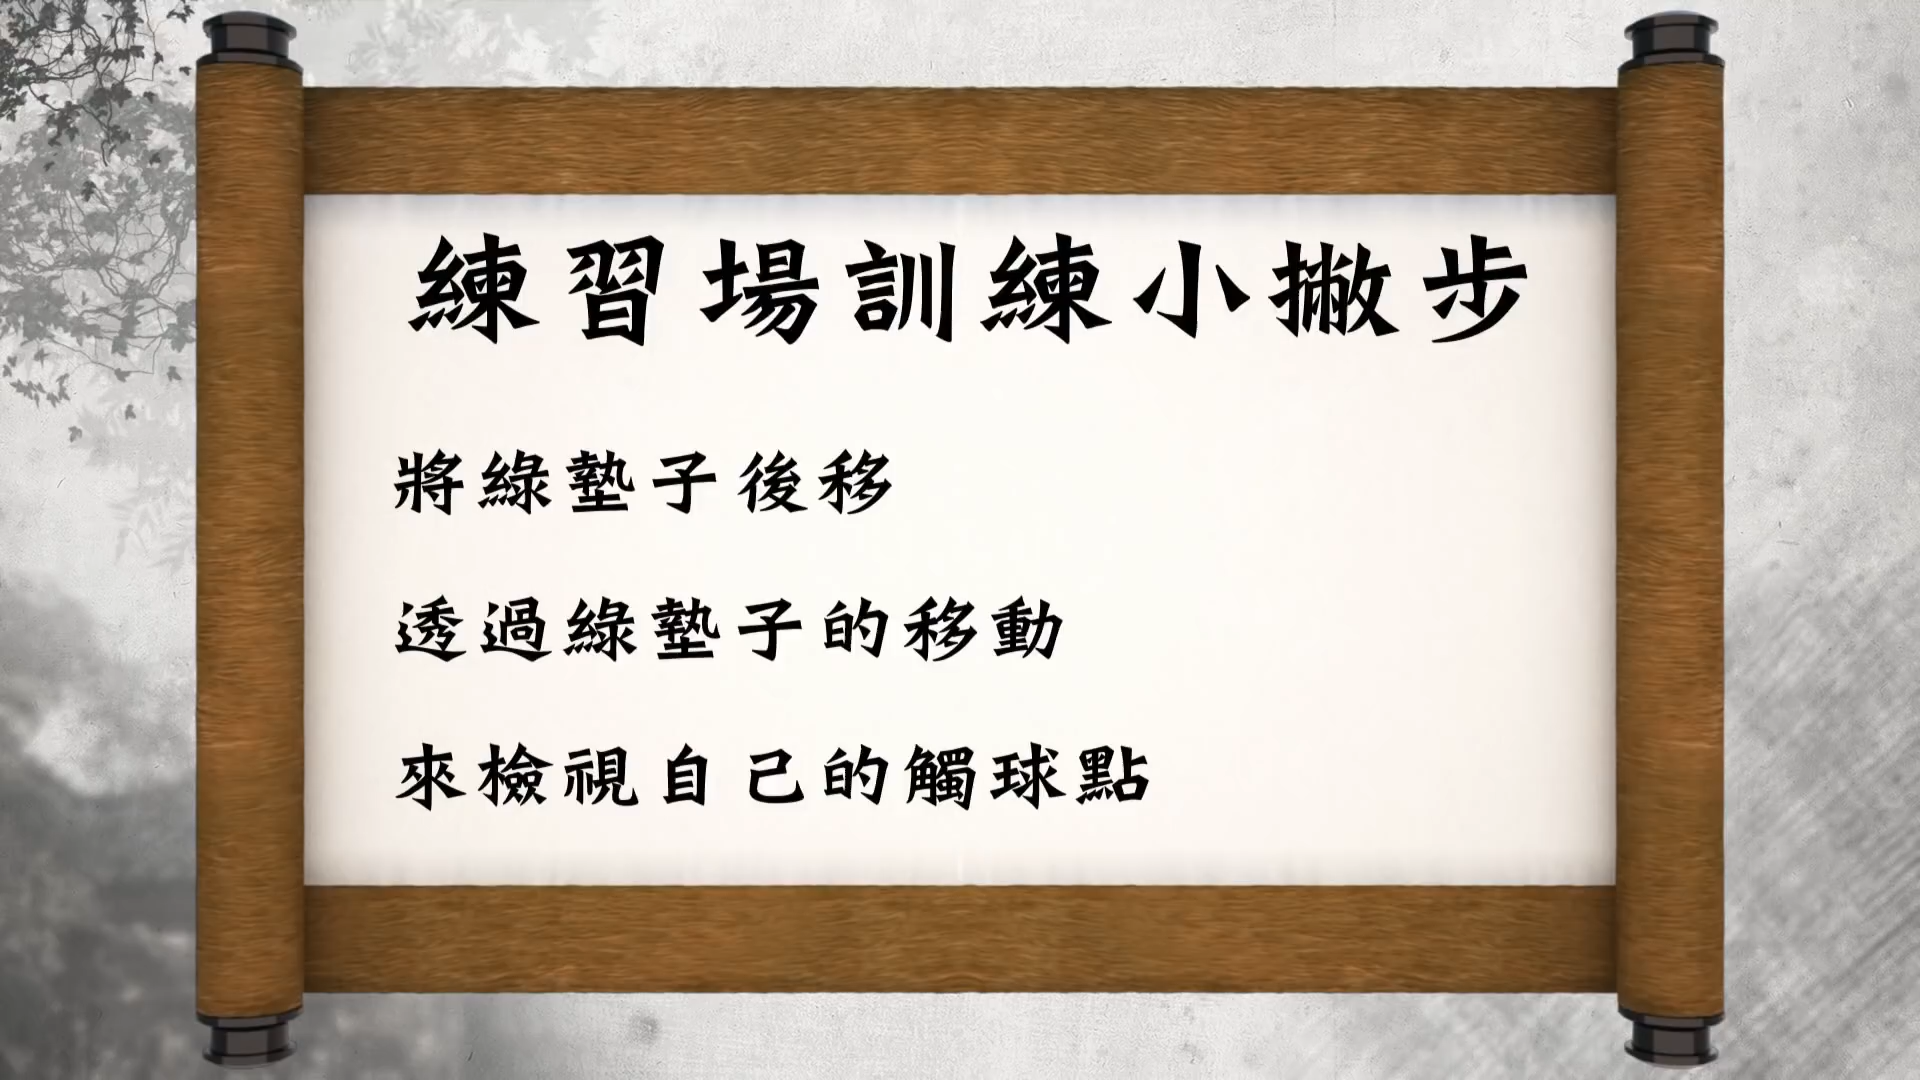 練習場訓練小撇步
將綠墊子後移
透過綠墊子的移動
來檢視自己的觸球點